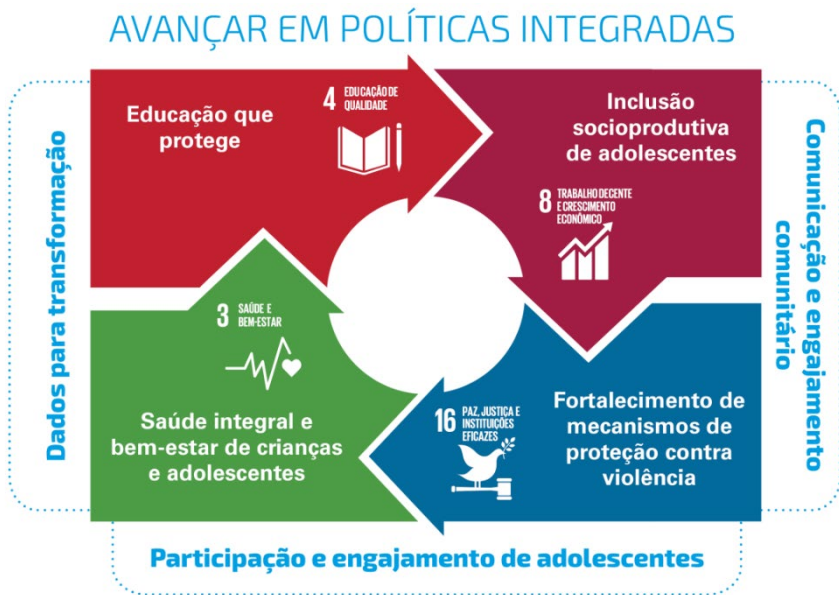 AVANÇAR EM POLÍTICAS INTEGRADAS
Educação que
protege
4
EDUCAÇÃO DE
QUALIDADE
Inclusão
socioprodutiva
de adolescentes
8
TRABALHO DECENTE
E CRESCIMENTO
ECONÔMICO
3
SAÚDE E
BEM-ESTAR
Saúde integral e
bem-estar de crianças
e adolescentes
16
PAZ, JUSTIÇA E
INSTITUIÇÕES
EFICAZES
Fortalecimento de
mecanismos de
proteção contra
violência
Dados para transformação
Comunicação e engajamento
comunitário
Participação e engajamento de adolescentes